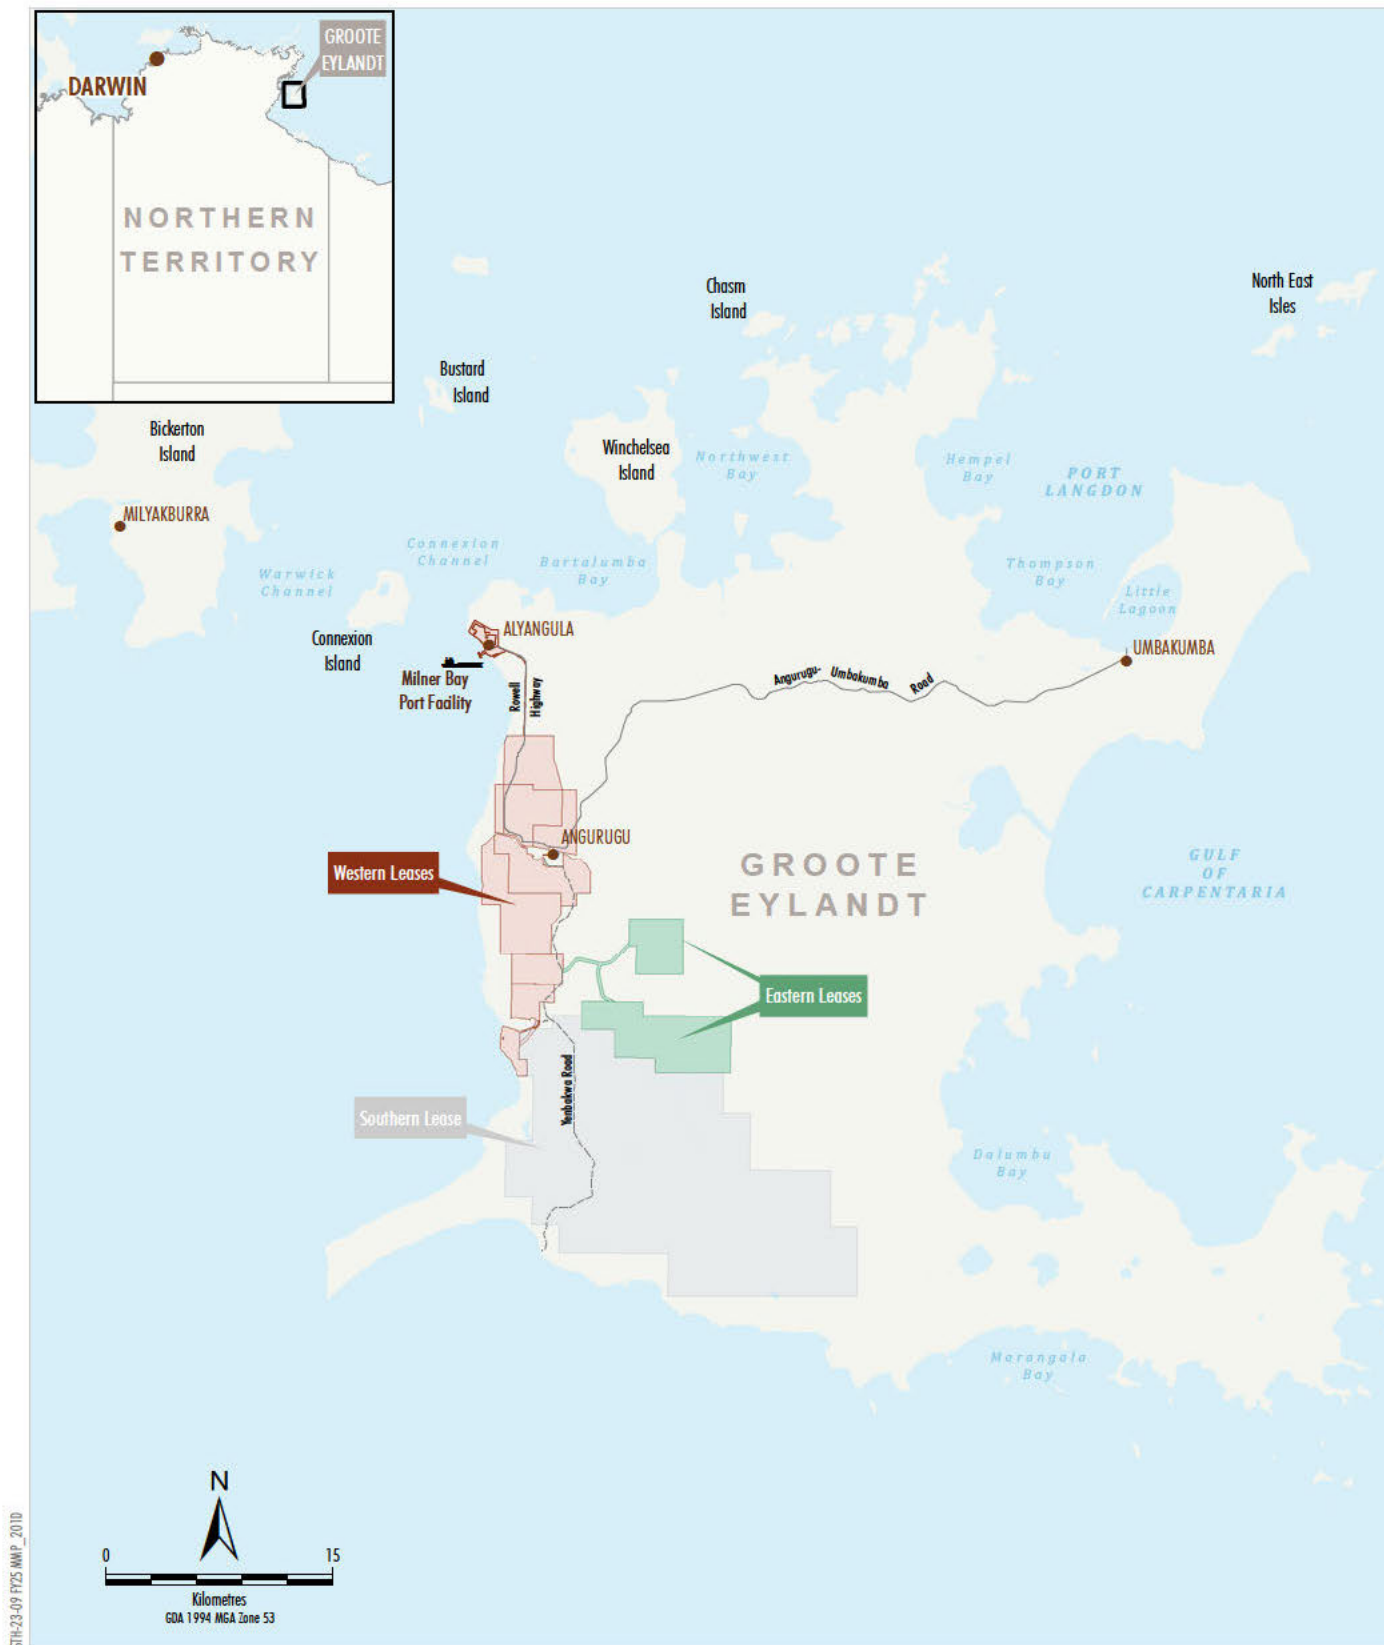 GROOTE
EYLANDT
DARWIN
NORTHERN
TERRITORY
Chasm
Island
North East
Isles
Bustard
Island
Bickerton
Island
Winchelsea
Island
Northwest
Bay
Hempel
Bay
PORT
LANGDON
MILYAKBURRA
Connexion
Channel
Bartalumba
Bay
Thompson
Bay
Warwick
Channel
Little
Lagoon
Connexion
Island
ALYANGULA
UMBAKUMBA
Milner Bay
Port Facility
Rowell
Highway
Angurugu- Umbakumba Road
ANGURUGU
Western Leases
GROOTE
EYLANDT
GULF
OF
CARPENTARIA
Eastern Leases
Yenbakwa Road
Southern Lease
Dalumbu
Bay
Marangala
Bay
N
0 15
Kilometres
GDA 1994 MGA Zone 53
STH-23-09 FY25 MMP_201D